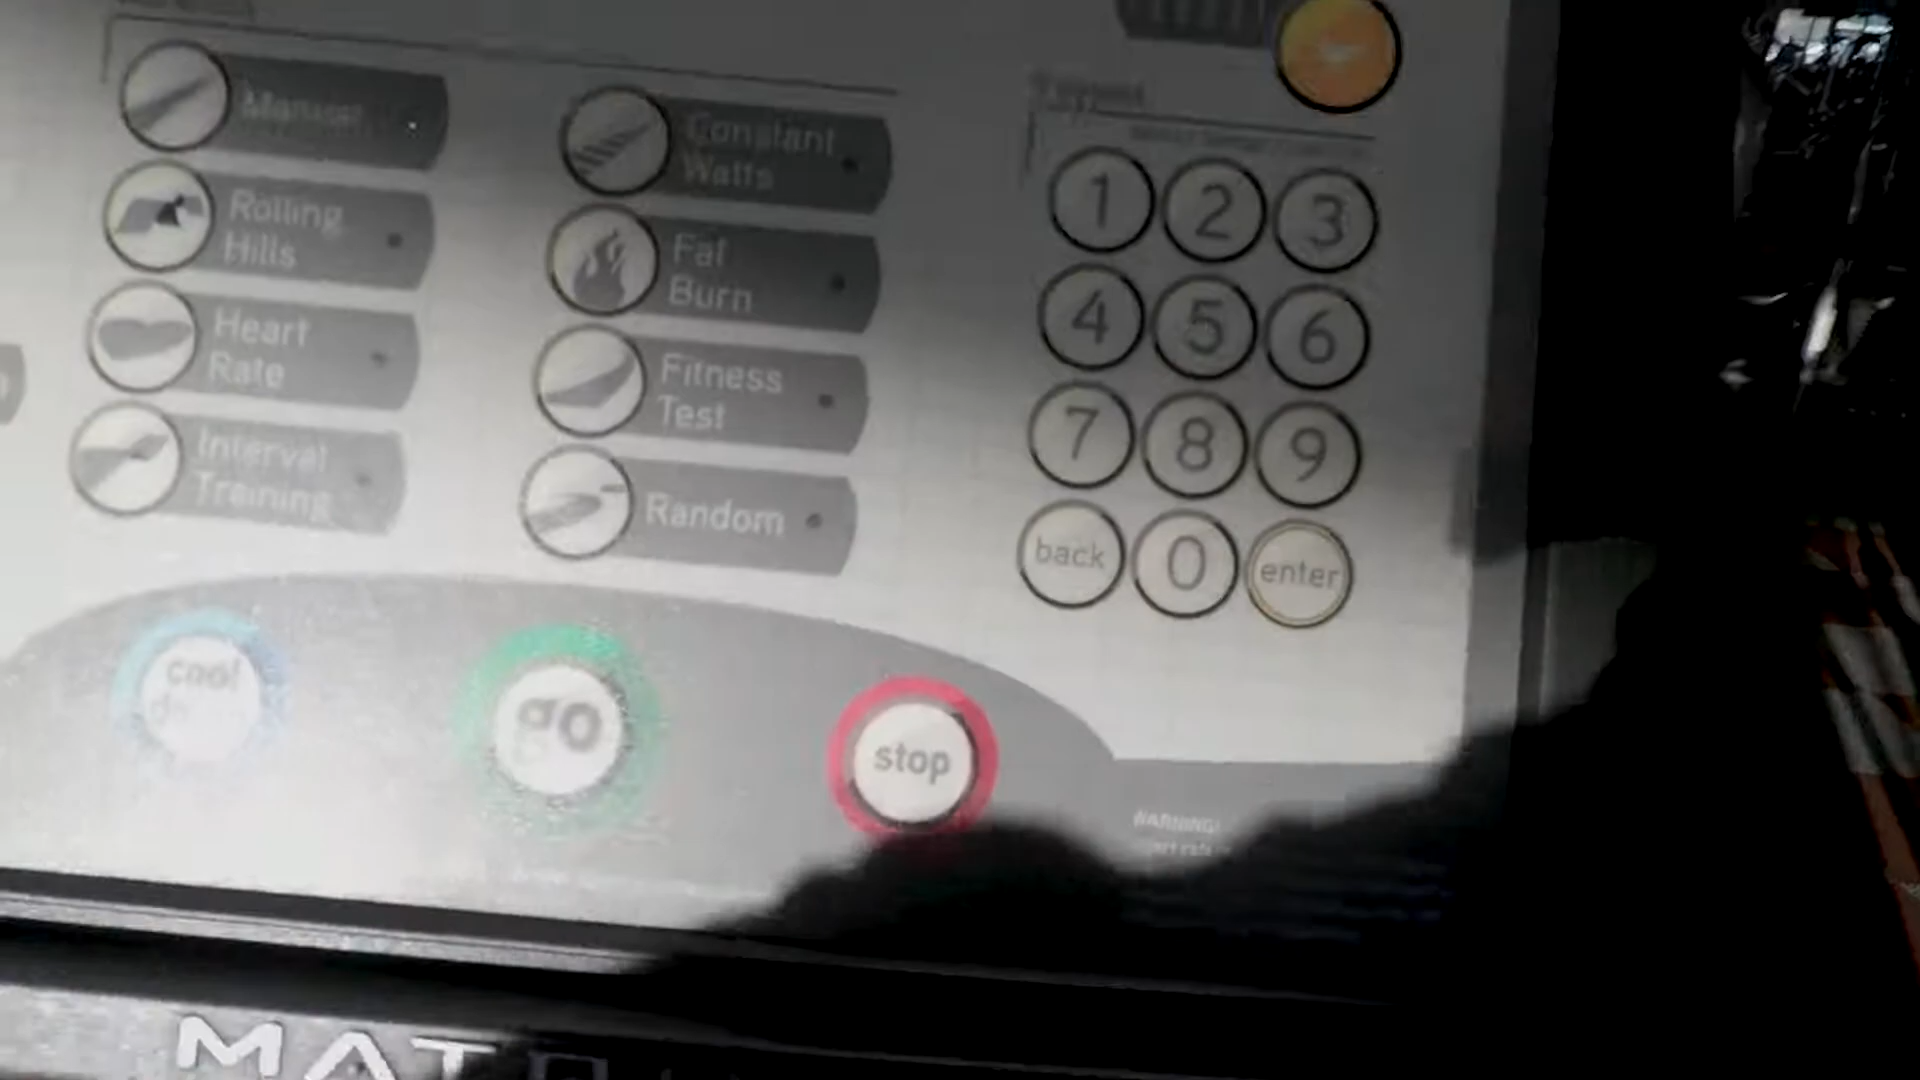 Manual
Rolling
Hills
Heart
Rate
Interval
Training
Constant
Watts
Fat
Burn
Fitness
Test
Random
1 2 3
4 5 6
7 8 9
back 0 enter
cool
go
stop
WARNING!
MAT